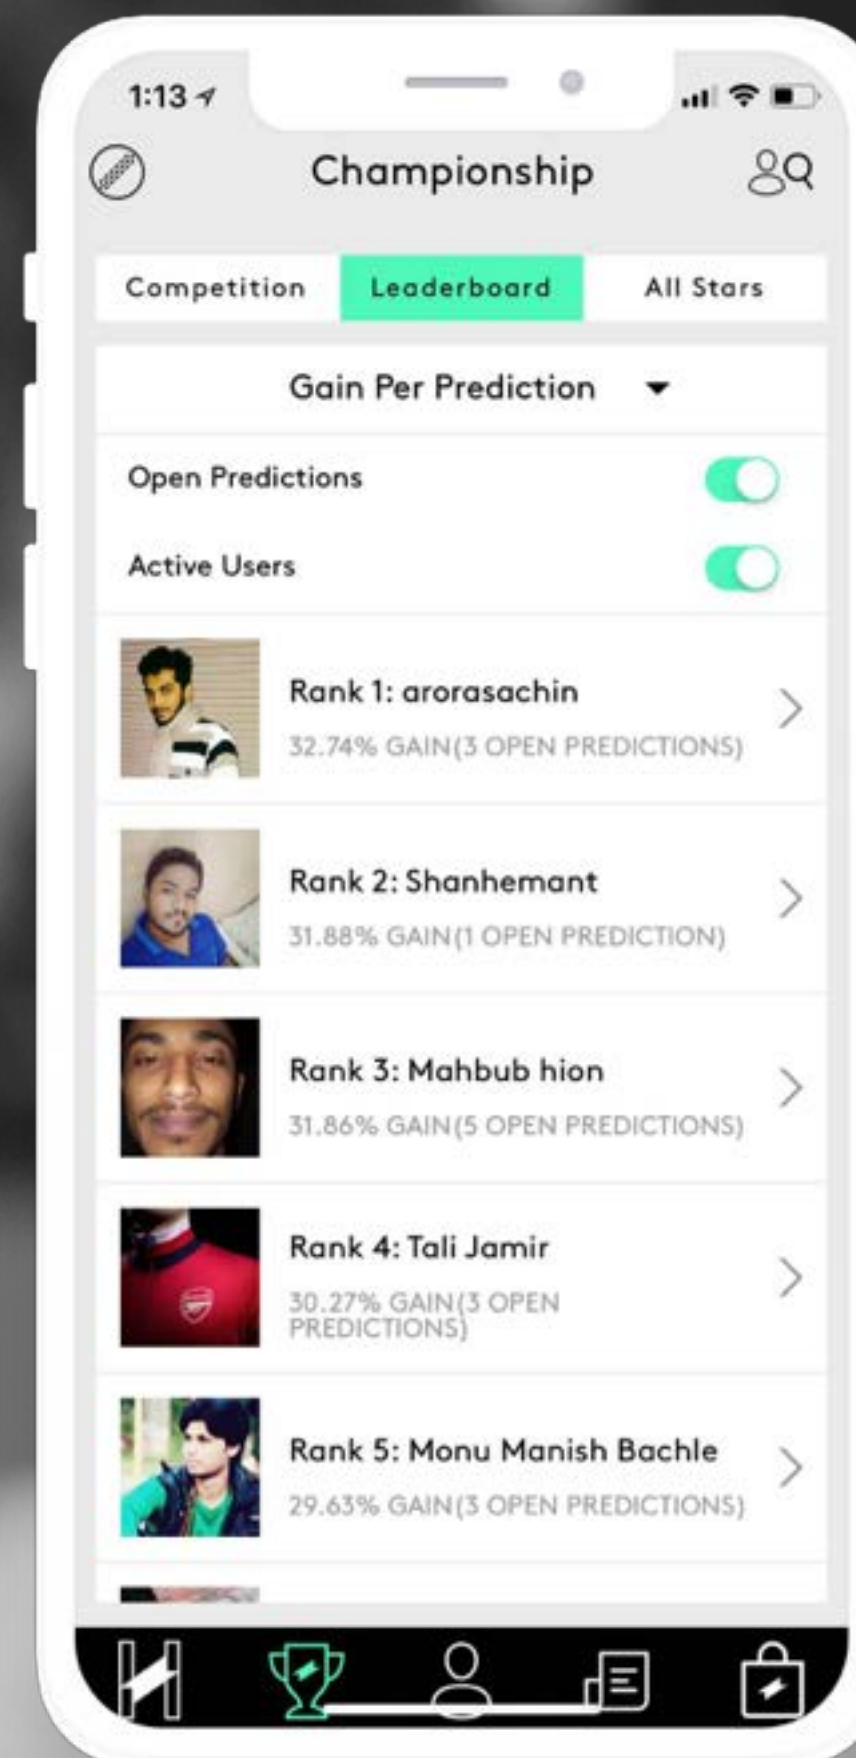 1:13
Championship
Competition
Leaderboard
All Stars
Gain Per Prediction
Open Predictions
Active Users
Rank 1: arorasachin
32.74% GAIN(3 OPEN PREDICTIONS)
Rank 2: Shanhemant
31.88% GAIN(1 OPEN PREDICTION)
Rank 3: Mahbub hion
31.86% GAIN(5 OPEN PREDICTIONS)
Rank 4: Tali Jamir
30.27% GAIN(3 OPEN
PREDICTIONS)
Rank 5: Monu Manish Bachle
29.63% GAIN(3 OPEN PREDICTIONS)